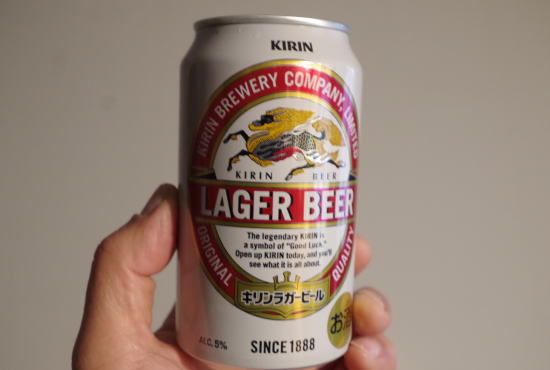 KIRIN
KIRIN BREWERY COMPANY, LIMITED
KIRIN BEER
LAGER BEER
The legendary KIRIN is
a symbol of "Good Luck."
Open up KIRIN today, and you'll
see what it is all about.
ORIGINAL QUALITY
キリンラガービール
ALC. 5%
SINCE 1888
お酒